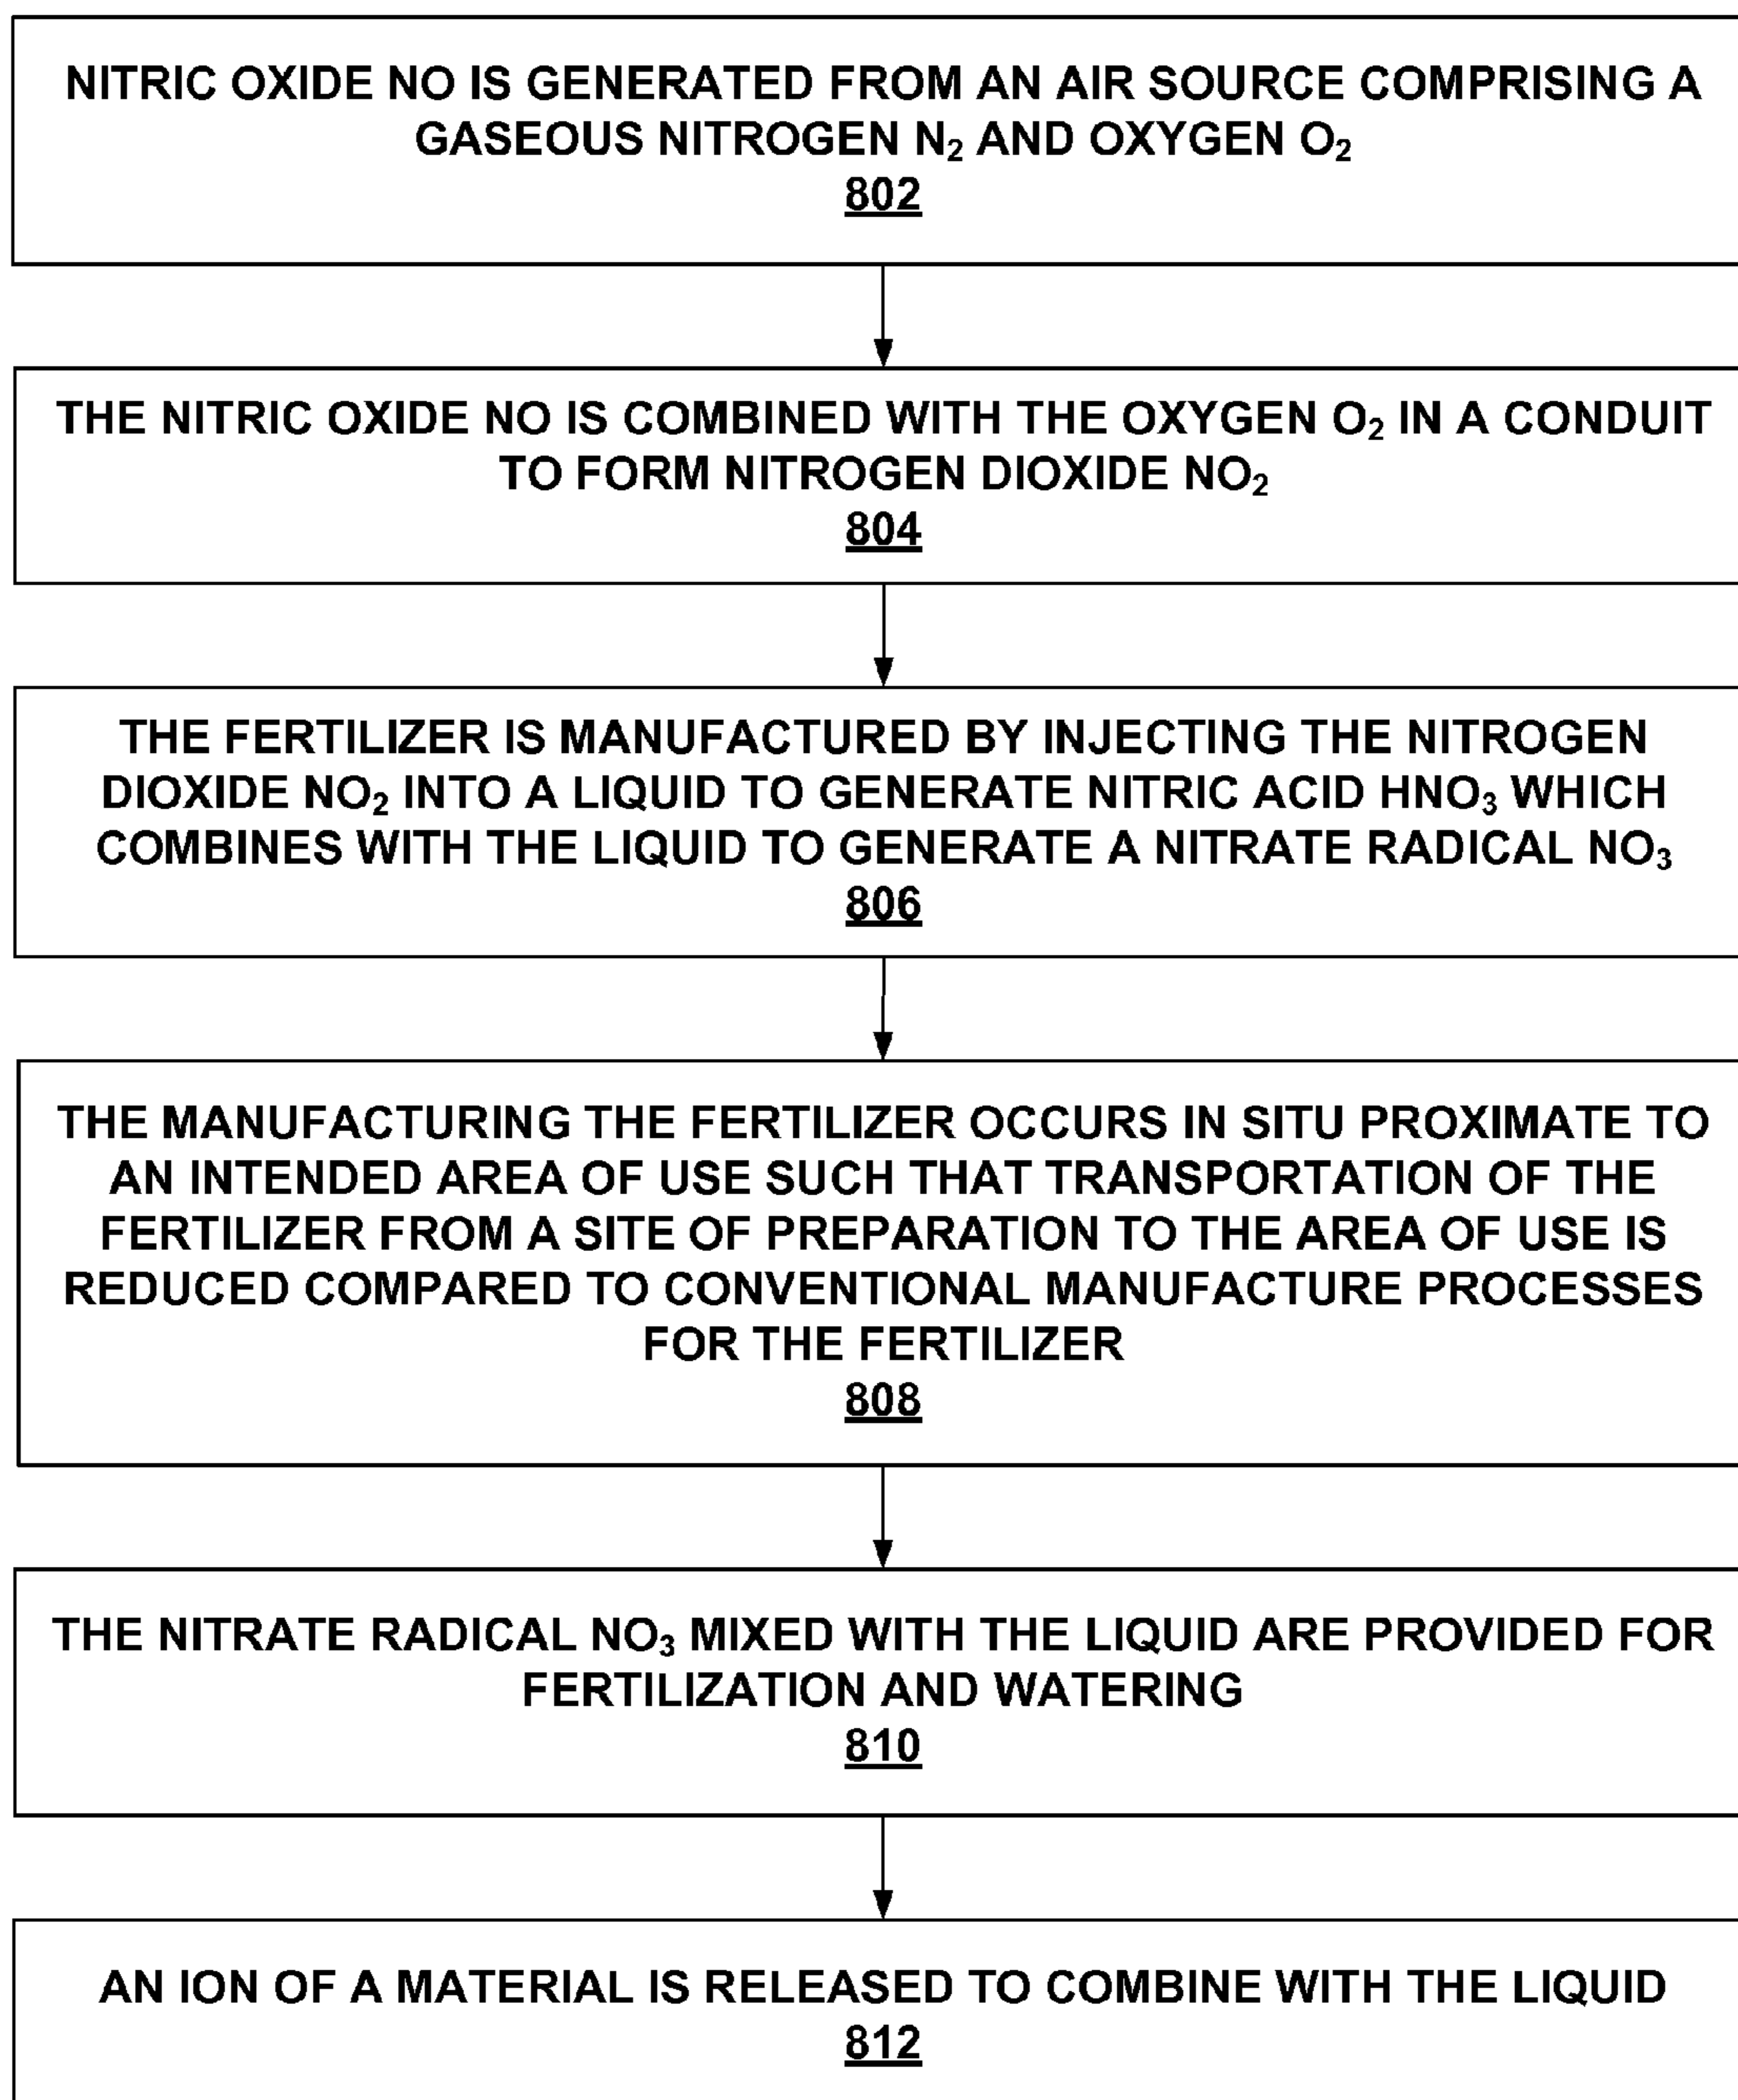 NITRIC OXIDE NO IS GENERATED FROM AN AIR SOURCE COMPRISING A
GASEOUS NITROGEN N₂ AND OXYGEN O₂
802
THE NITRIC OXIDE NO IS COMBINED WITH THE OXYGEN O₂ IN A CONDUIT
TO FORM NITROGEN DIOXIDE NO₂
804
THE FERTILIZER IS MANUFACTURED BY INJECTING THE NITROGEN
DIOXIDE NO₂ INTO A LIQUID TO GENERATE NITRIC ACID HNO₃ WHICH
COMBINES WITH THE LIQUID TO GENERATE A NITRATE RADICAL NO₃
806
THE MANUFACTURING THE FERTILIZER OCCURS IN SITU PROXIMATE TO
AN INTENDED AREA OF USE SUCH THAT TRANSPORTATION OF THE
FERTILIZER FROM A SITE OF PREPARATION TO THE AREA OF USE IS
REDUCED COMPARED TO CONVENTIONAL MANUFACTURE PROCESSES
FOR THE FERTILIZER
808
THE NITRATE RADICAL NO₃ MIXED WITH THE LIQUID ARE PROVIDED FOR
FERTILIZATION AND WATERING
810
AN ION OF A MATERIAL IS RELEASED TO COMBINE WITH THE LIQUID
812